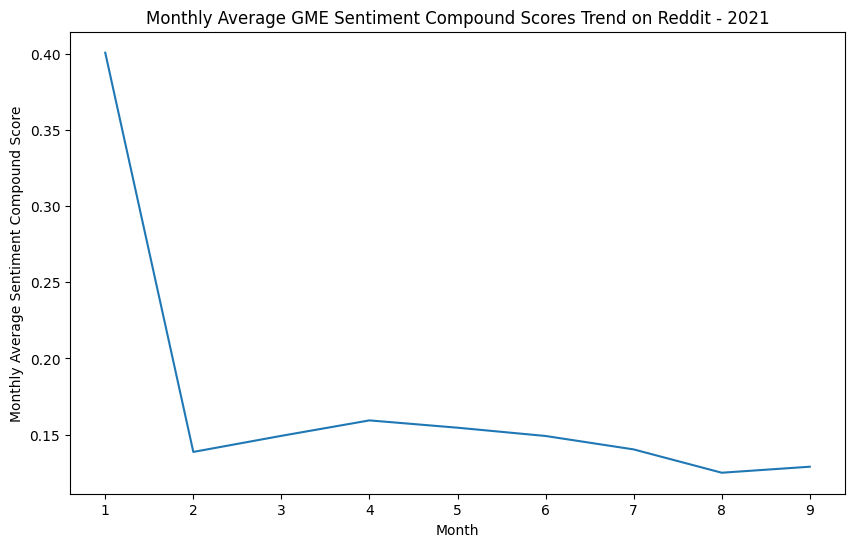 Monthly Average GME Sentiment Compound Scores Trend on Reddit - 2021
Monthly Average Sentiment Compound Score
0.40
0.35
0.30
0.25
0.20
0.15
1 2 3 4 5 6 7 8 9
Month